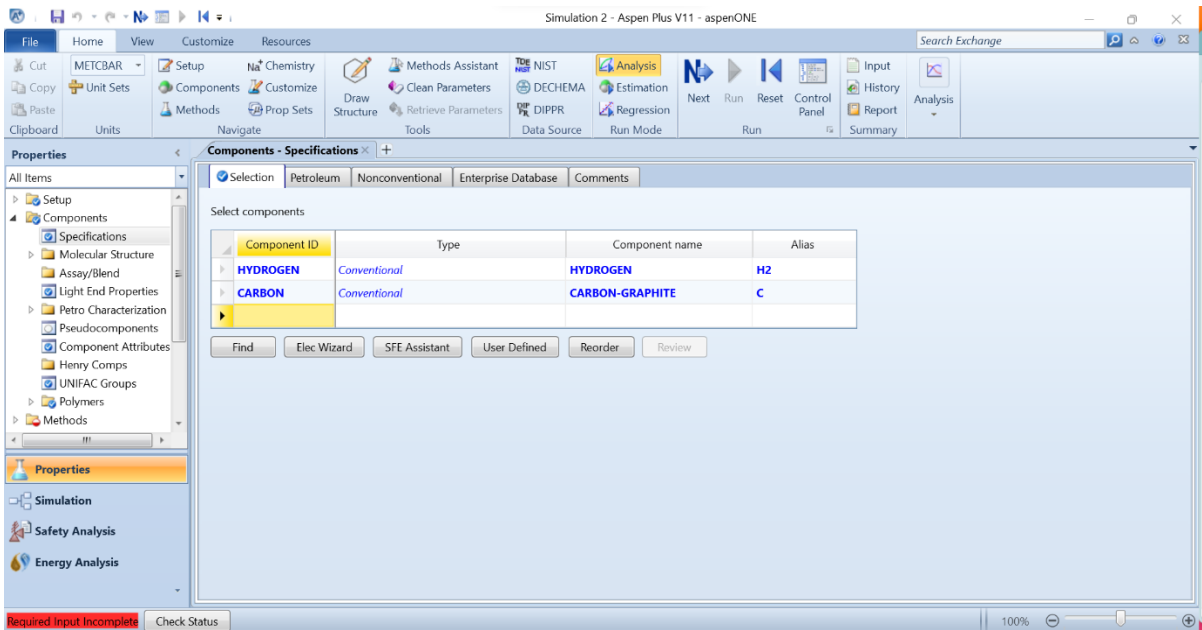 Simulation 2 - Aspen Plus V11 - aspenONE
File Home View Customize Resources Search Exchange
Cut METCBAR Setup Na+ Chemistry Methods Assistant NIST Analysis Input
Copy Unit Sets Components Customize Draw Structure Clean Parameters DECHEMA Estimation Next Run Reset Control Panel History Analysis
Paste Methods Prop Sets Retrieve Parameters DIPPR Regression Report
Clipboard Units Navigate Tools Data Source Run Mode Run Summary
Properties Components - Specifications
All Items Selection Petroleum Nonconventional Enterprise Database Comments
Setup
Components
Specifications
Molecular Structure
Assay/Blend
Light End Properties
Petro Characterization
Pseudocomponents
Component Attributes
Henry Comps
UNIFAC Groups
Polymers
Methods
Select components
Component ID Type Component name Alias
HYDROGEN Conventional HYDROGEN H2
CARBON Conventional CARBON-GRAPHITE C
Find Elec Wizard SFE Assistant User Defined Reorder Review
Properties
Simulation
Safety Analysis
Energy Analysis
Required Input Incomplete Check Status 100%